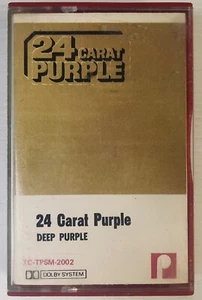 24 CARAT
PURPLE
24 Carat Purple
DEEP PURPLE
TC-TPSM-2002
DOLBY SYSTEM